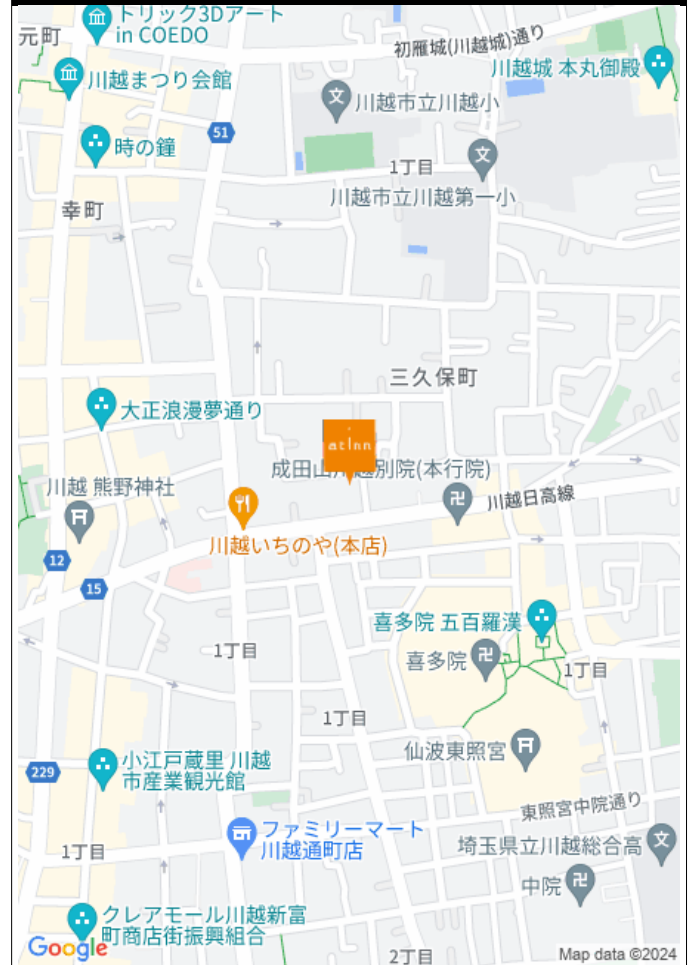 トリック3Dアート
in COEDO
元町
初雁城(川越城)通り
川越まつり会館
川越城 本丸御殿
川越市立川越小
51
時の鐘
1丁目
川越市立川越第一小
幸町
三久保町
大正浪漫夢通り
at inn
成田山川越別院(本行院)
川越 熊野神社
川越日高線
川越いちのや(本店)
12
15
喜多院 五百羅漢
喜多院
1丁目
1丁目
1丁目
仙波東照宮
小江戸蔵里 川越
市産業観光館
229
東照宮中院通り
ファミリーマート
川越通町店
1丁目
埼玉県立川越総合高
中院
クレアモール川越新富
町商店街振興組合
Google
2丁目
Map data ©2024